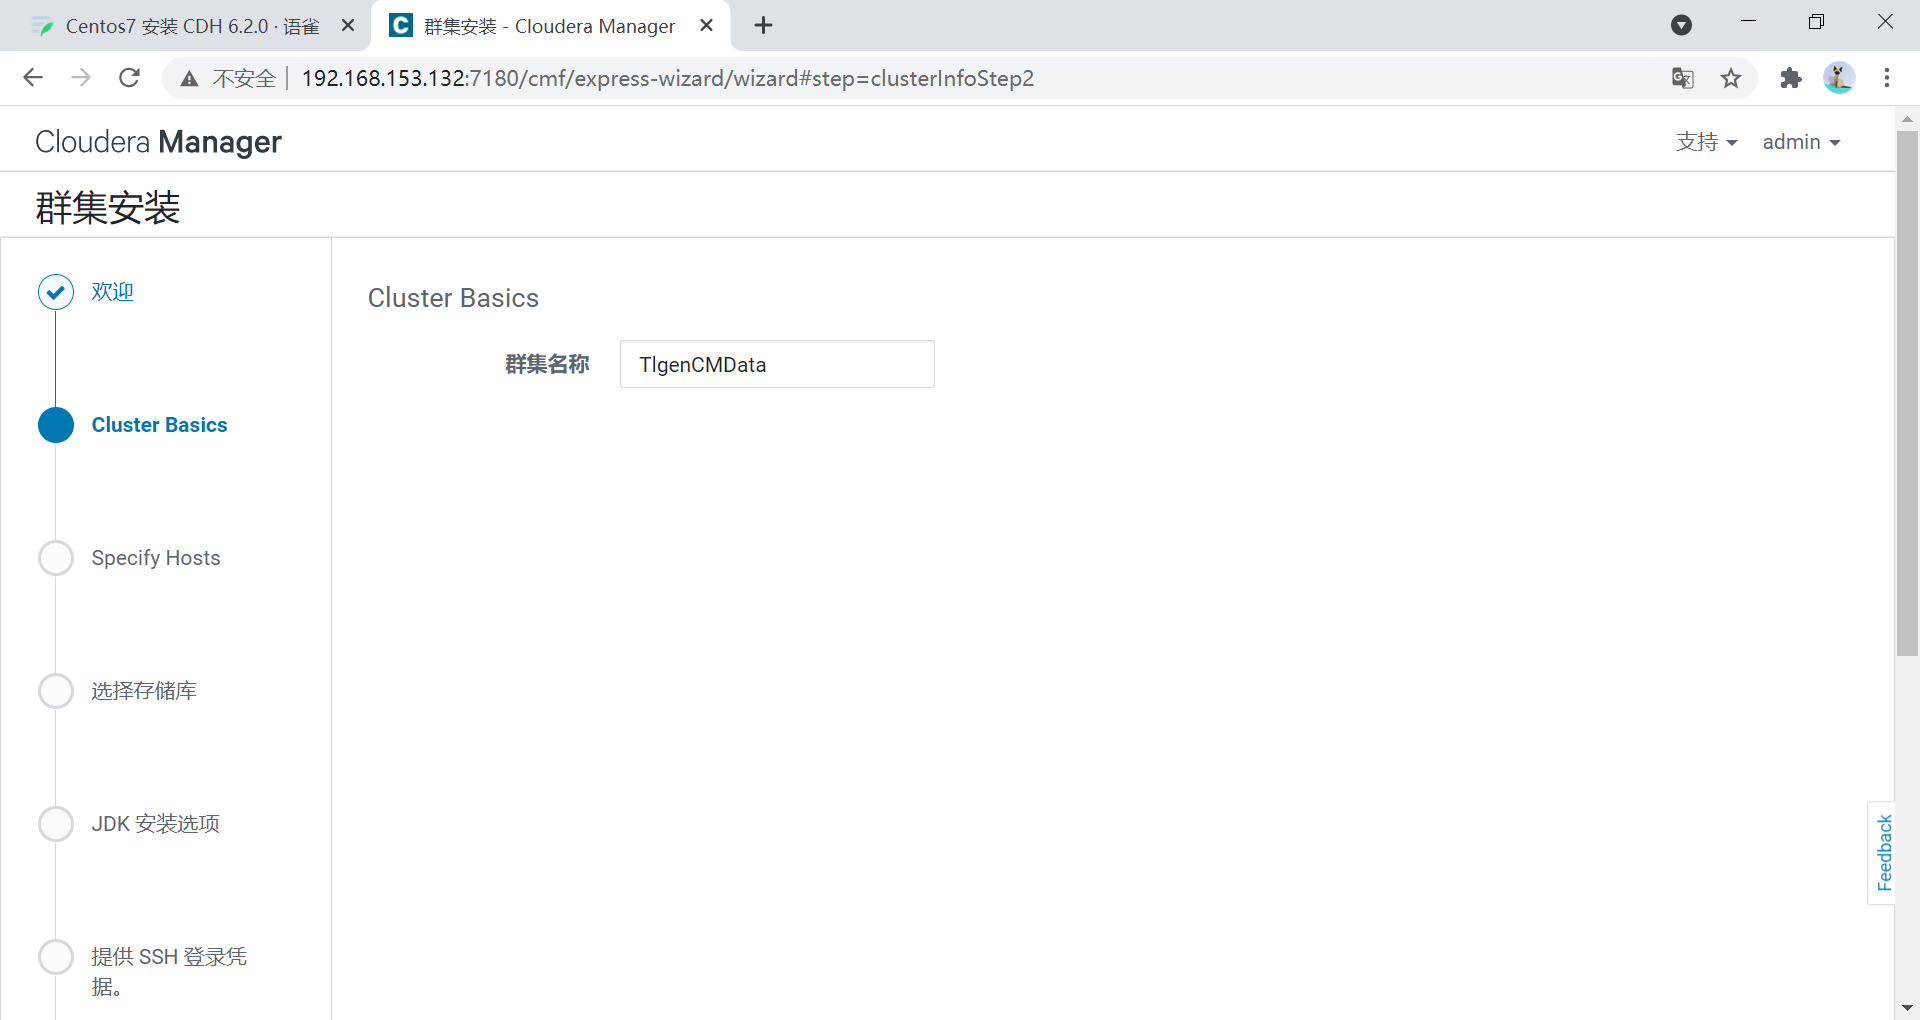 Centos7 安装 CDH 6.2.0 · 语雀
群集安装 - Cloudera Manager
不安全
192.168.153.132:7180/cmf/express-wizard/wizard#step=clusterInfoStep2
Cloudera Manager
支持
admin
群集安装
欢迎
Cluster Basics
Specify Hosts
选择存储库
JDK 安装选项
提供 SSH 登录凭
据。
Cluster Basics
群集名称
TlgenCMData
Feedback